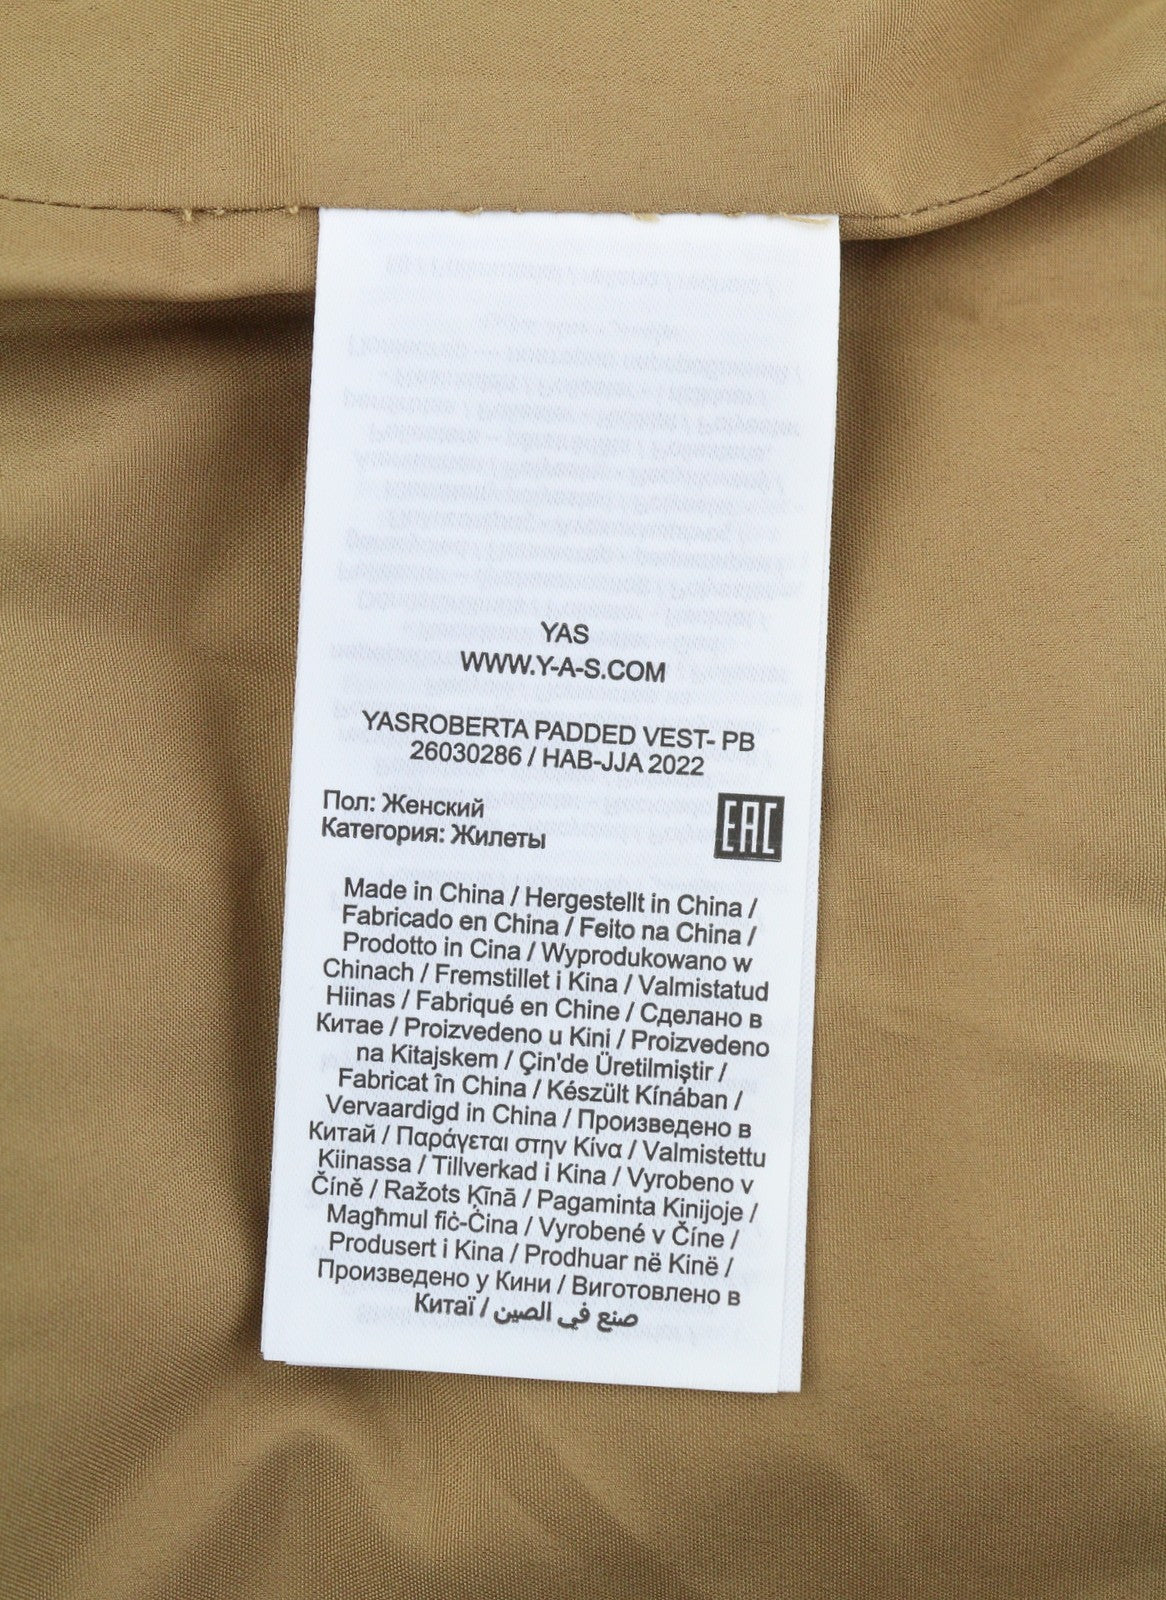 YAS
WWW.Y-A-S.COM
YASROBERTA PADDED VEST- PB
26030286 / HAB-JJA 2022
Пол: Женский
Категория: Жилеты
EAC
Made in China / Hergestellt in China /
Fabricado en China / Feito na China /
Prodotto in Cina / Wyprodukowano w
Chinach / Fremstillet i Kina / Valmistatud
Hiinas / Fabriqué en Chine / Сделано в
Китае / Proizvedeno u Kini / Proizvedeno
na Kitajskem / Çin'de Üretilmiştir /
Fabricat în China / Készült Kínában /
Vervaardigd in China / Произведено в
Китай / Παράγεται στην Κίνα / Valmistettu
Kiinassa / Tillverkad i Kina / Vyrobeno v
Číně / Ražots Ķīnā / Pagaminta Kinijoje /
Magħmul fiċ-Ċina / Vyrobené v Číne /
Produsert i Kina / Prodhuar në Kinë /
Произведено у Кини / Виготовлено в
Китаї / صنع في الصين